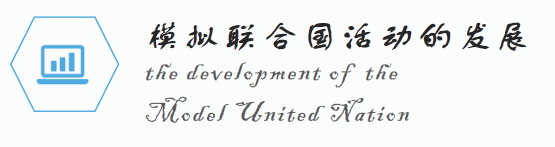 模拟联合国活动的发展
the development of the
Model United Nation